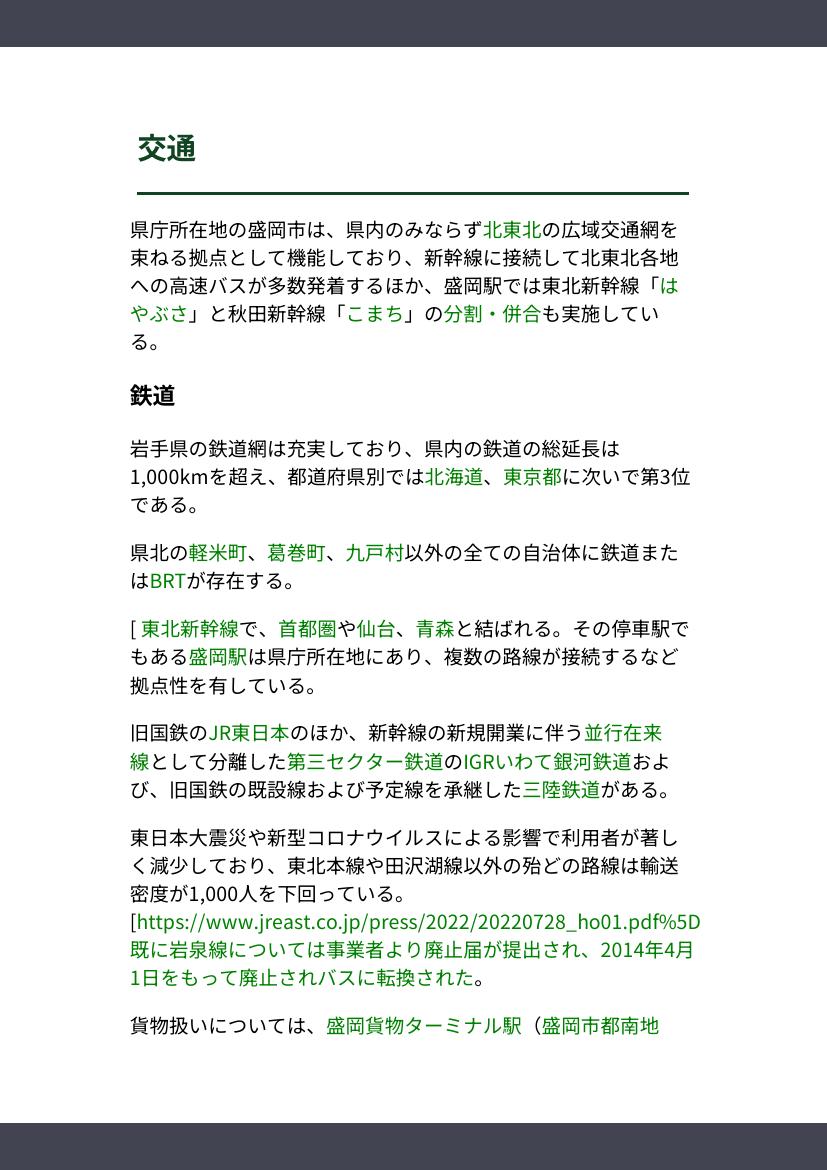 交通
県庁所在地の盛岡市は、県内のみならず北東北の広域交通網を
束ねる拠点として機能しており、新幹線に接続して北東北各地
への高速バスが多数発着するほか、盛岡駅では東北新幹線「は
やぶさ」と秋田新幹線「こまち」の分割・併合も実施してい
る。
鉄道
岩手県の鉄道網は充実しており、県内の鉄道の総延長は
1,000kmを超え、都道府県別では北海道、東京都に次いで第3位
である。
県北の軽米町、葛巻町、九戸村以外の全ての自治体に鉄道また
はBRTが存在する。
[ 東北新幹線で、首都圏や仙台、青森と結ばれる。その停車駅で
もある盛岡駅は県庁所在地にあり、複数の路線が接続するなど
拠点性を有している。
旧国鉄のJR東日本のほか、新幹線の新規開業に伴う並行在来
線として分離した第三セクター鉄道のIGRいわて銀河鉄道およ
び、旧国鉄の既設線および予定線を承継した三陸鉄道がある。
東日本大震災や新型コロナウイルスによる影響で利用者が著し
く減少しており、東北本線や田沢湖線以外の殆どの路線は輸送
密度が1,000人を下回っている。
[https://www.jreast.co.jp/press/2022/20220728_ho01.pdf%5D
既に岩泉線については事業者より廃止届が提出され、2014年4月
1日をもって廃止されバスに転換された。
貨物扱いについては、盛岡貨物ターミナル駅（盛岡市都南地